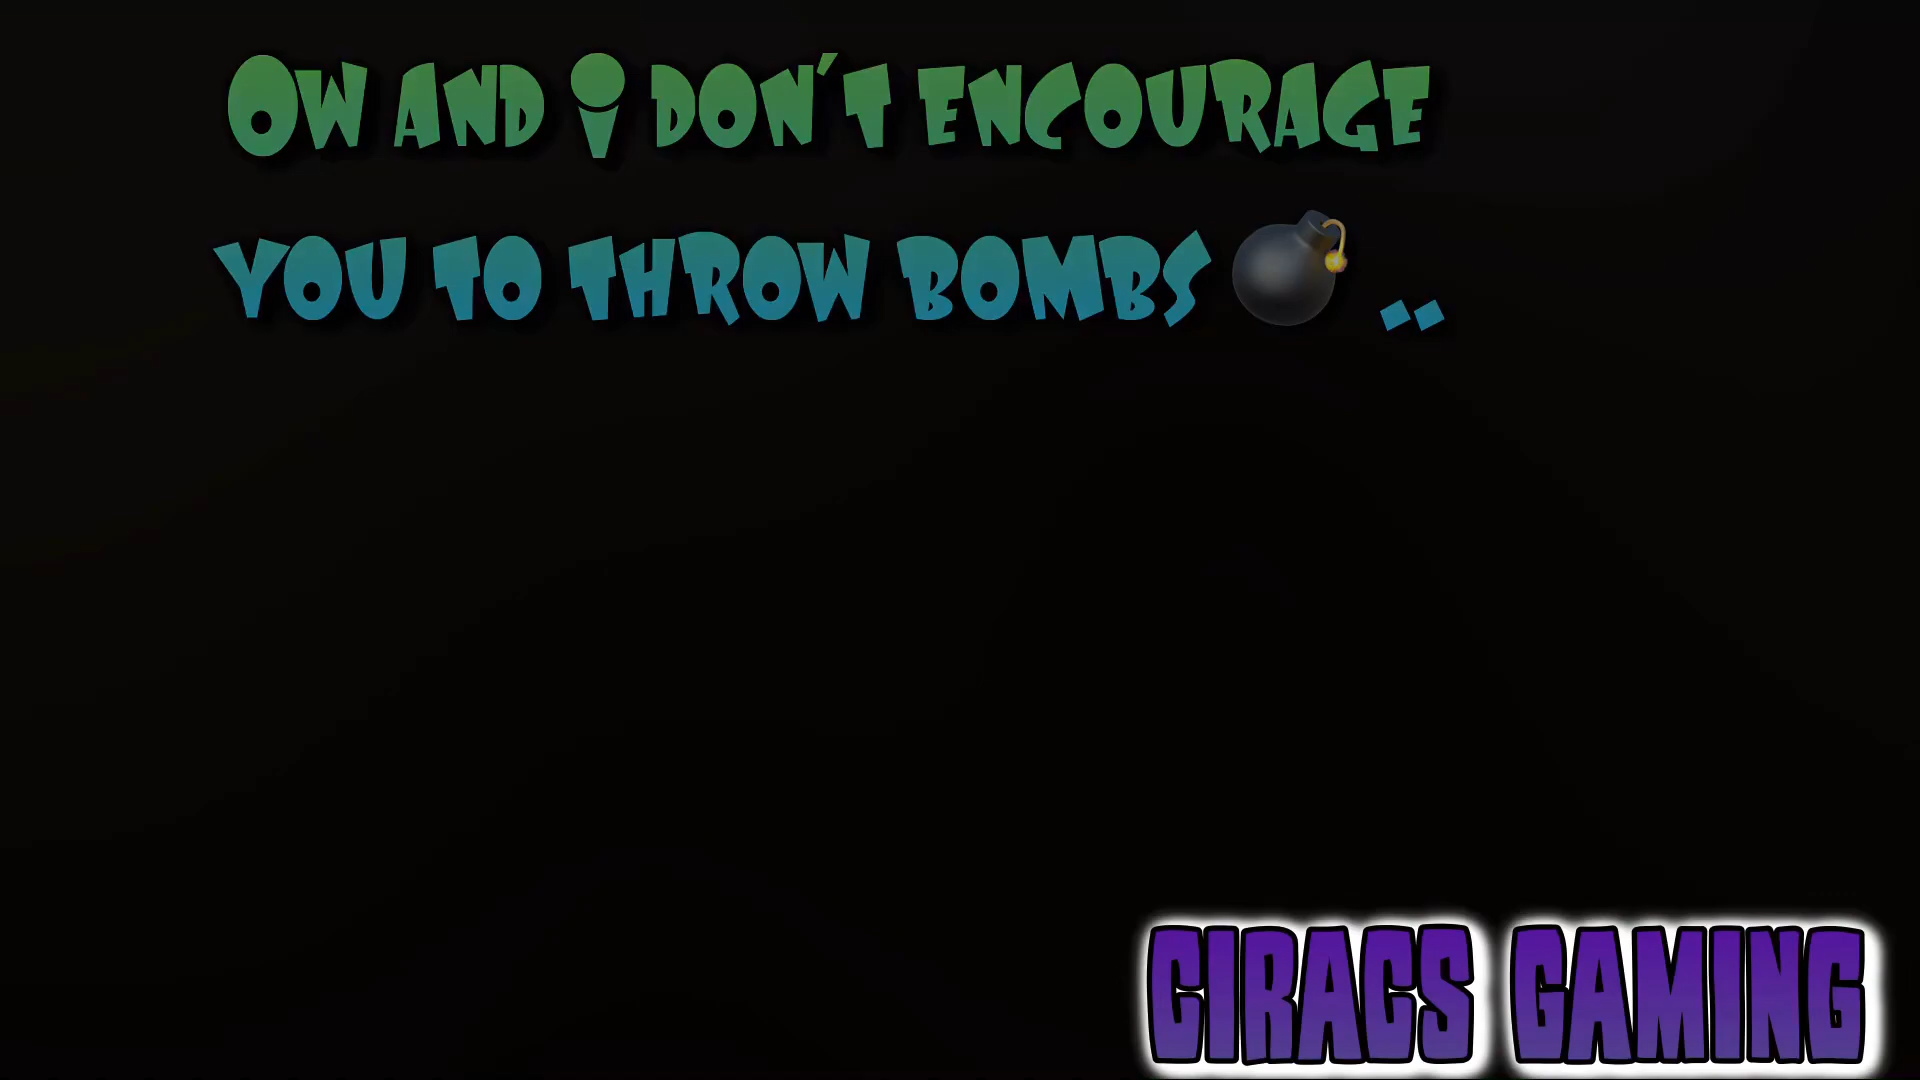 OW AND I DON'T ENCOURAGE
YOU TO THROW BOMBS 💣 ..
CIRACS GAMING